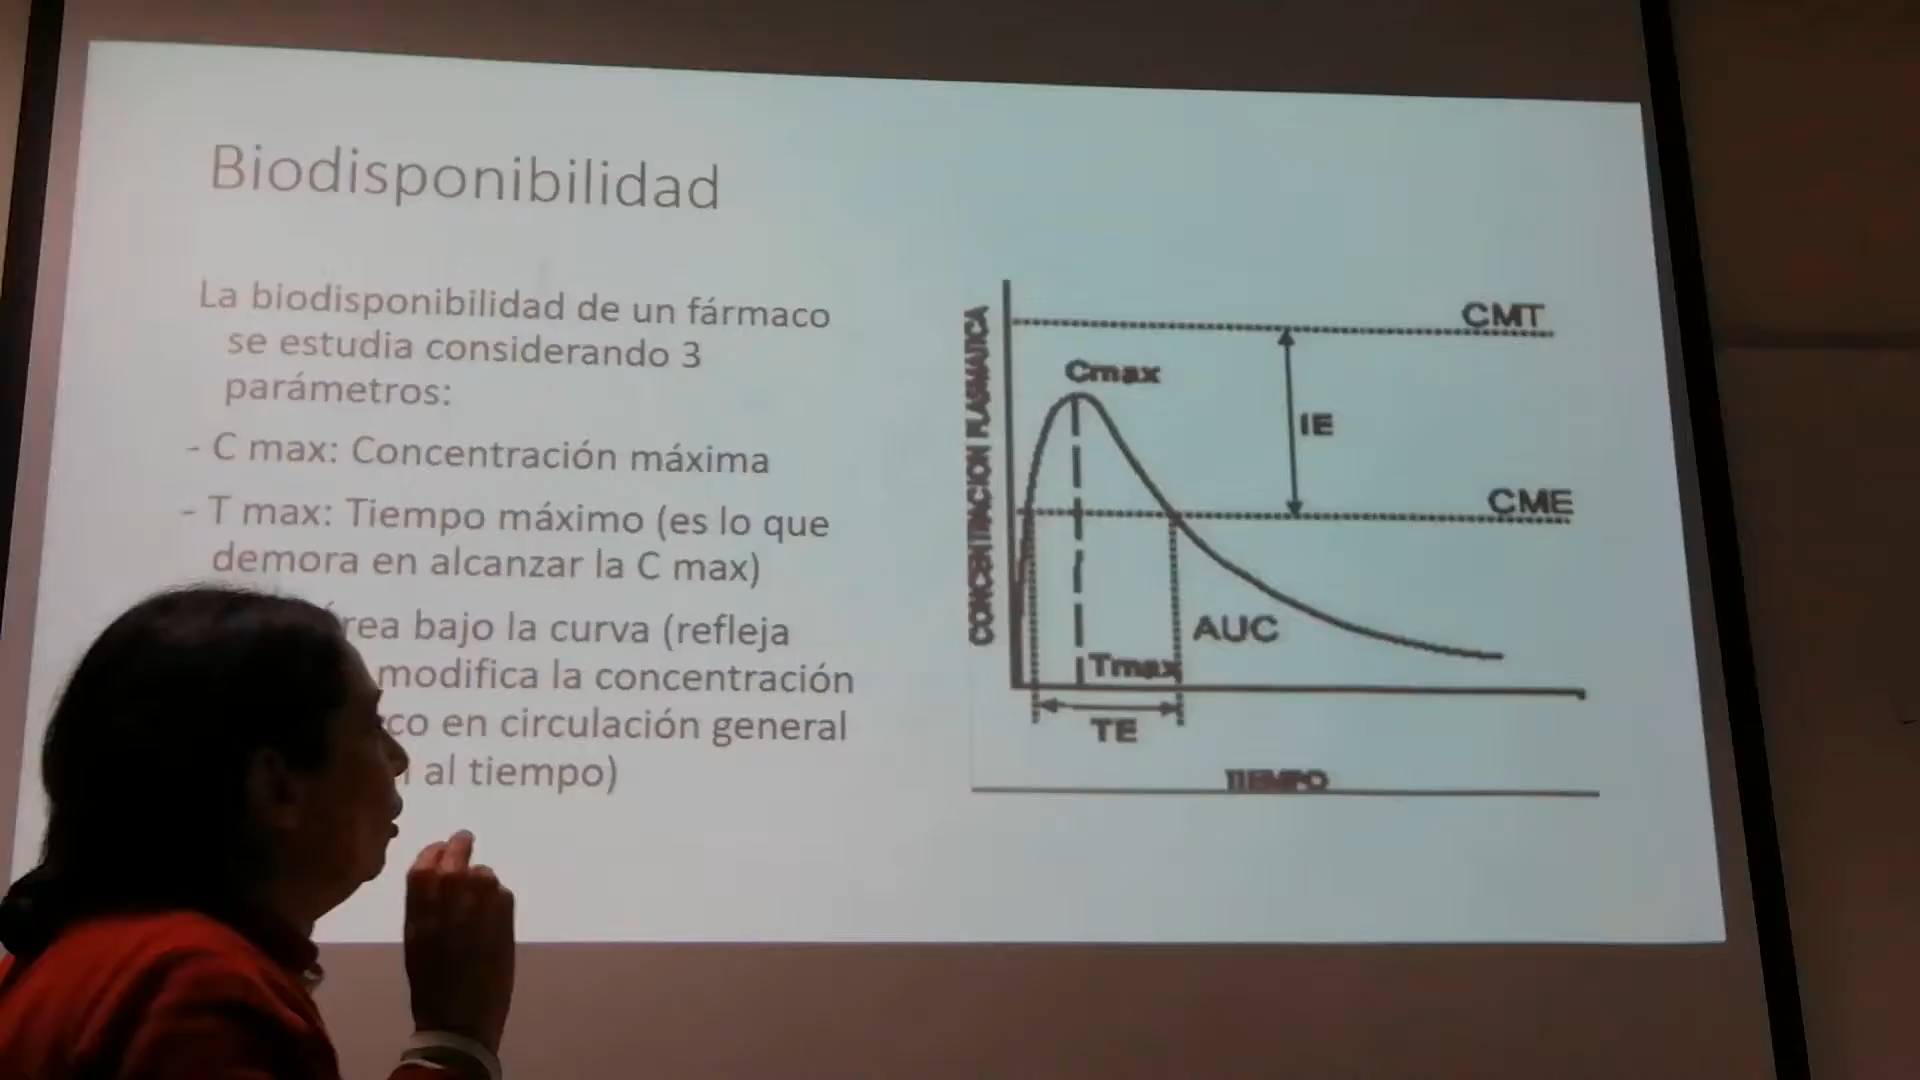 Biodisponibilidad
La biodisponibilidad de un fármaco
se estudia considerando 3
parámetros:
- C max: Concentración máxima
- T max: Tiempo máximo (es lo que
demora en alcanzar la C max)
bajo la curva (refleja
modifica la concentración
en circulación general
al tiempo)
CONCENTRACION PLASMATICA
CMT
Cmax
IE
CME
AUC
Tmax
TE
TIEMPO